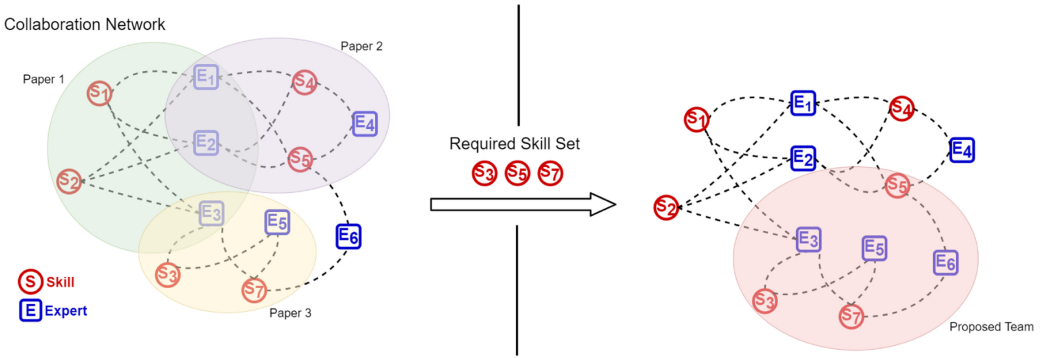 Collaboration Network
Paper 2
Paper 1
E1
S4
S1
E4
E2
S5
S2
E3
E5
E6
S3
S7
S Skill
E Expert
Paper 3
Required Skill Set
S3 S5 S7
E1
S4
S1
E2
E4
S5
S2
E3
E5
E6
S3
S7
Proposed Team